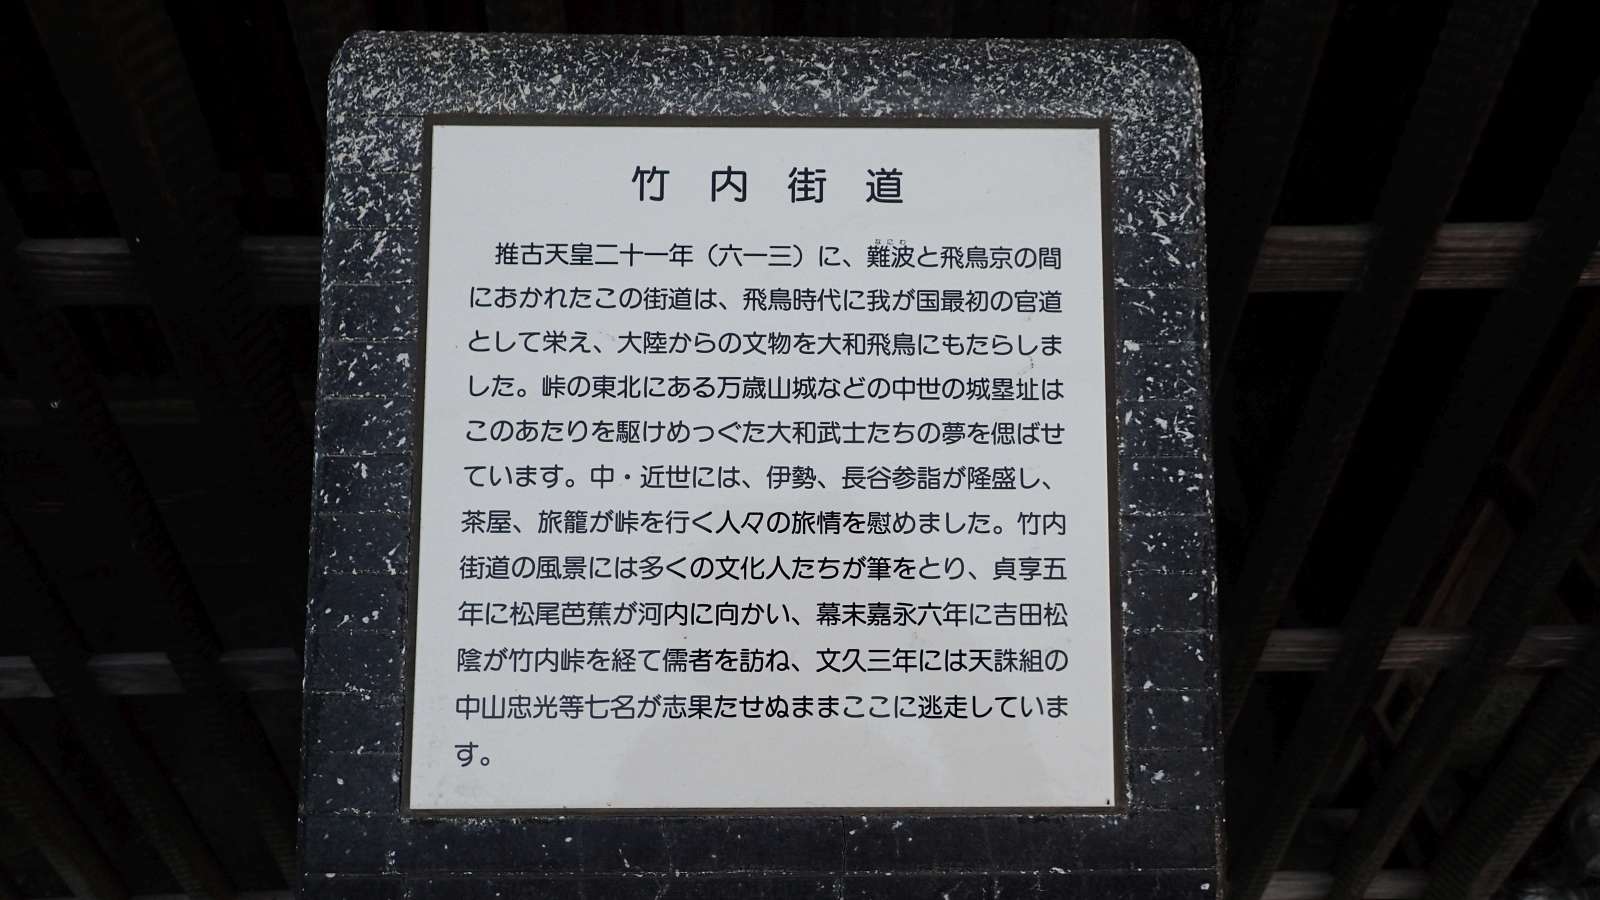 竹内街道
推古天皇二十一年（六一三）に、難波と飛鳥京の間
におかれたこの街道は、飛鳥時代に我が国最初の官道
として栄え、大陸からの文物を大和飛鳥にもたらしま
した。峠の東北にある万歳山城などの中世の城塁址は
このあたりを駆けめっぐた大和武士たちの夢を偲ばせ
ています。中・近世には、伊勢、長谷参詣が隆盛し、
茶屋、旅籠が峠を行く人々の旅情を慰めました。竹内
街道の風景には多くの文化人たちが筆をとり、貞享五
年に松尾芭蕉が河内に向かい、幕末嘉永六年に吉田松
陰が竹内峠を経て儒者を訪ね、文久三年には天誅組の
中山忠光等七名が志果たせぬままここに逃走していま
す。